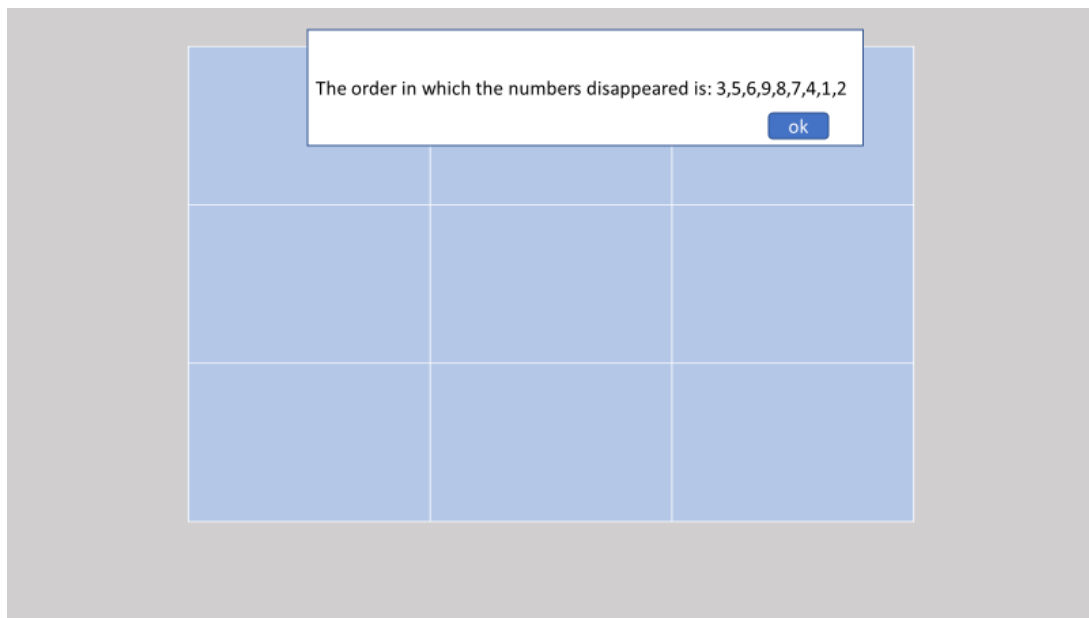 The order in which the numbers disappeared is: 3,5,6,9,8,7,4,1,2
ok